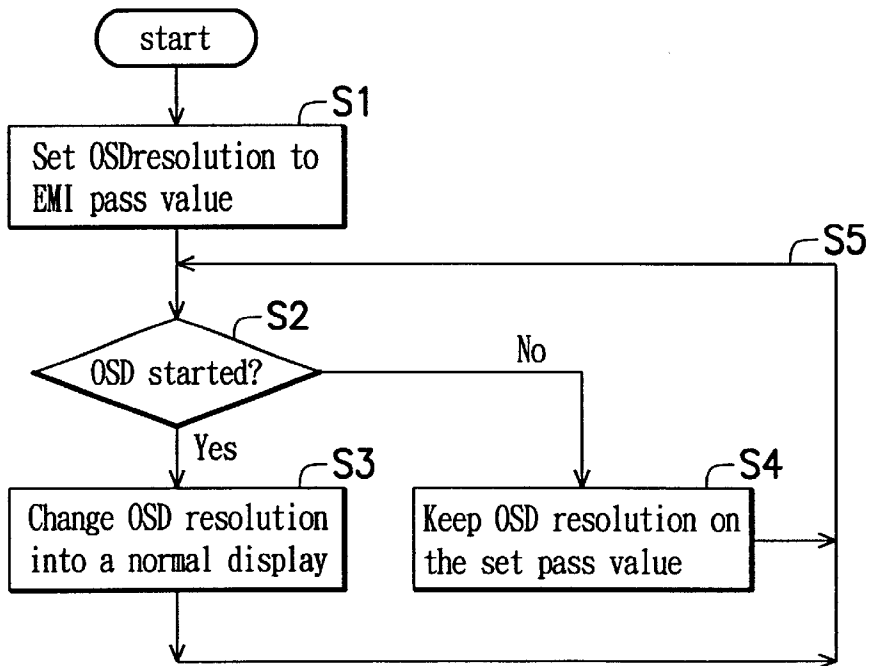 start
S1
Set OSDresolution to
EMI pass value
S5
S2
OSD started?
No
Yes
S3
Change OSD resolution
into a normal display
S4
Keep OSD resolution on
the set pass value